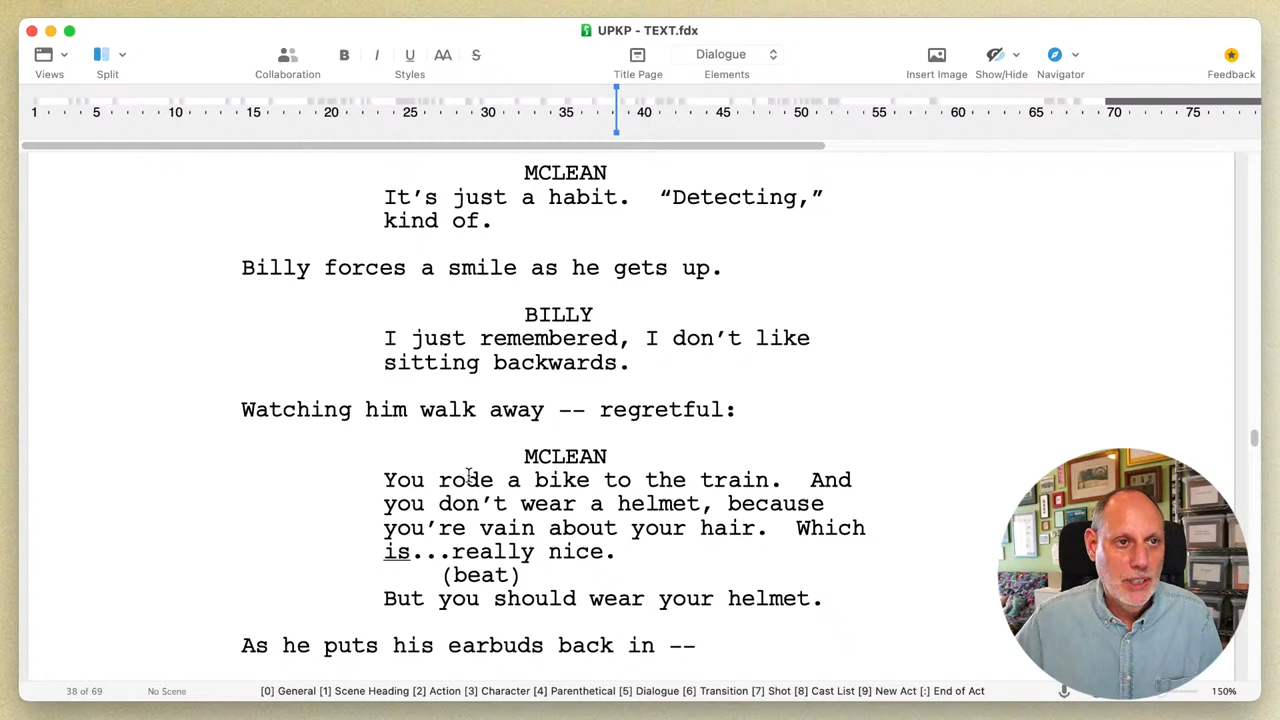 UPKP - TEXT.fdx
Views Split Collaboration B I U AA S Styles Title Page Dialogue Elements Insert Image Show/Hide Navigator Feedback
1 5 10 15 20 25 30 35 40 45 50 55 60 65 70 75
MCLEAN
It’s just a habit.  “Detecting,”
kind of.
Billy forces a smile as he gets up.
BILLY
I just remembered, I don’t like
sitting backwards.
Watching him walk away -- regretful:
MCLEAN
You rode a bike to the train.  And
you don’t wear a helmet, because
you’re vain about your hair.  Which
is...really nice.
(beat)
But you should wear your helmet.
As he puts his earbuds back in --
38 of 69 No Scene [0] General [1] Scene Heading [2] Action [3] Character [4] Parenthetical [5] Dialogue [6] Transition [7] Shot [8] Cast List [9] New Act [:] End of Act 150%